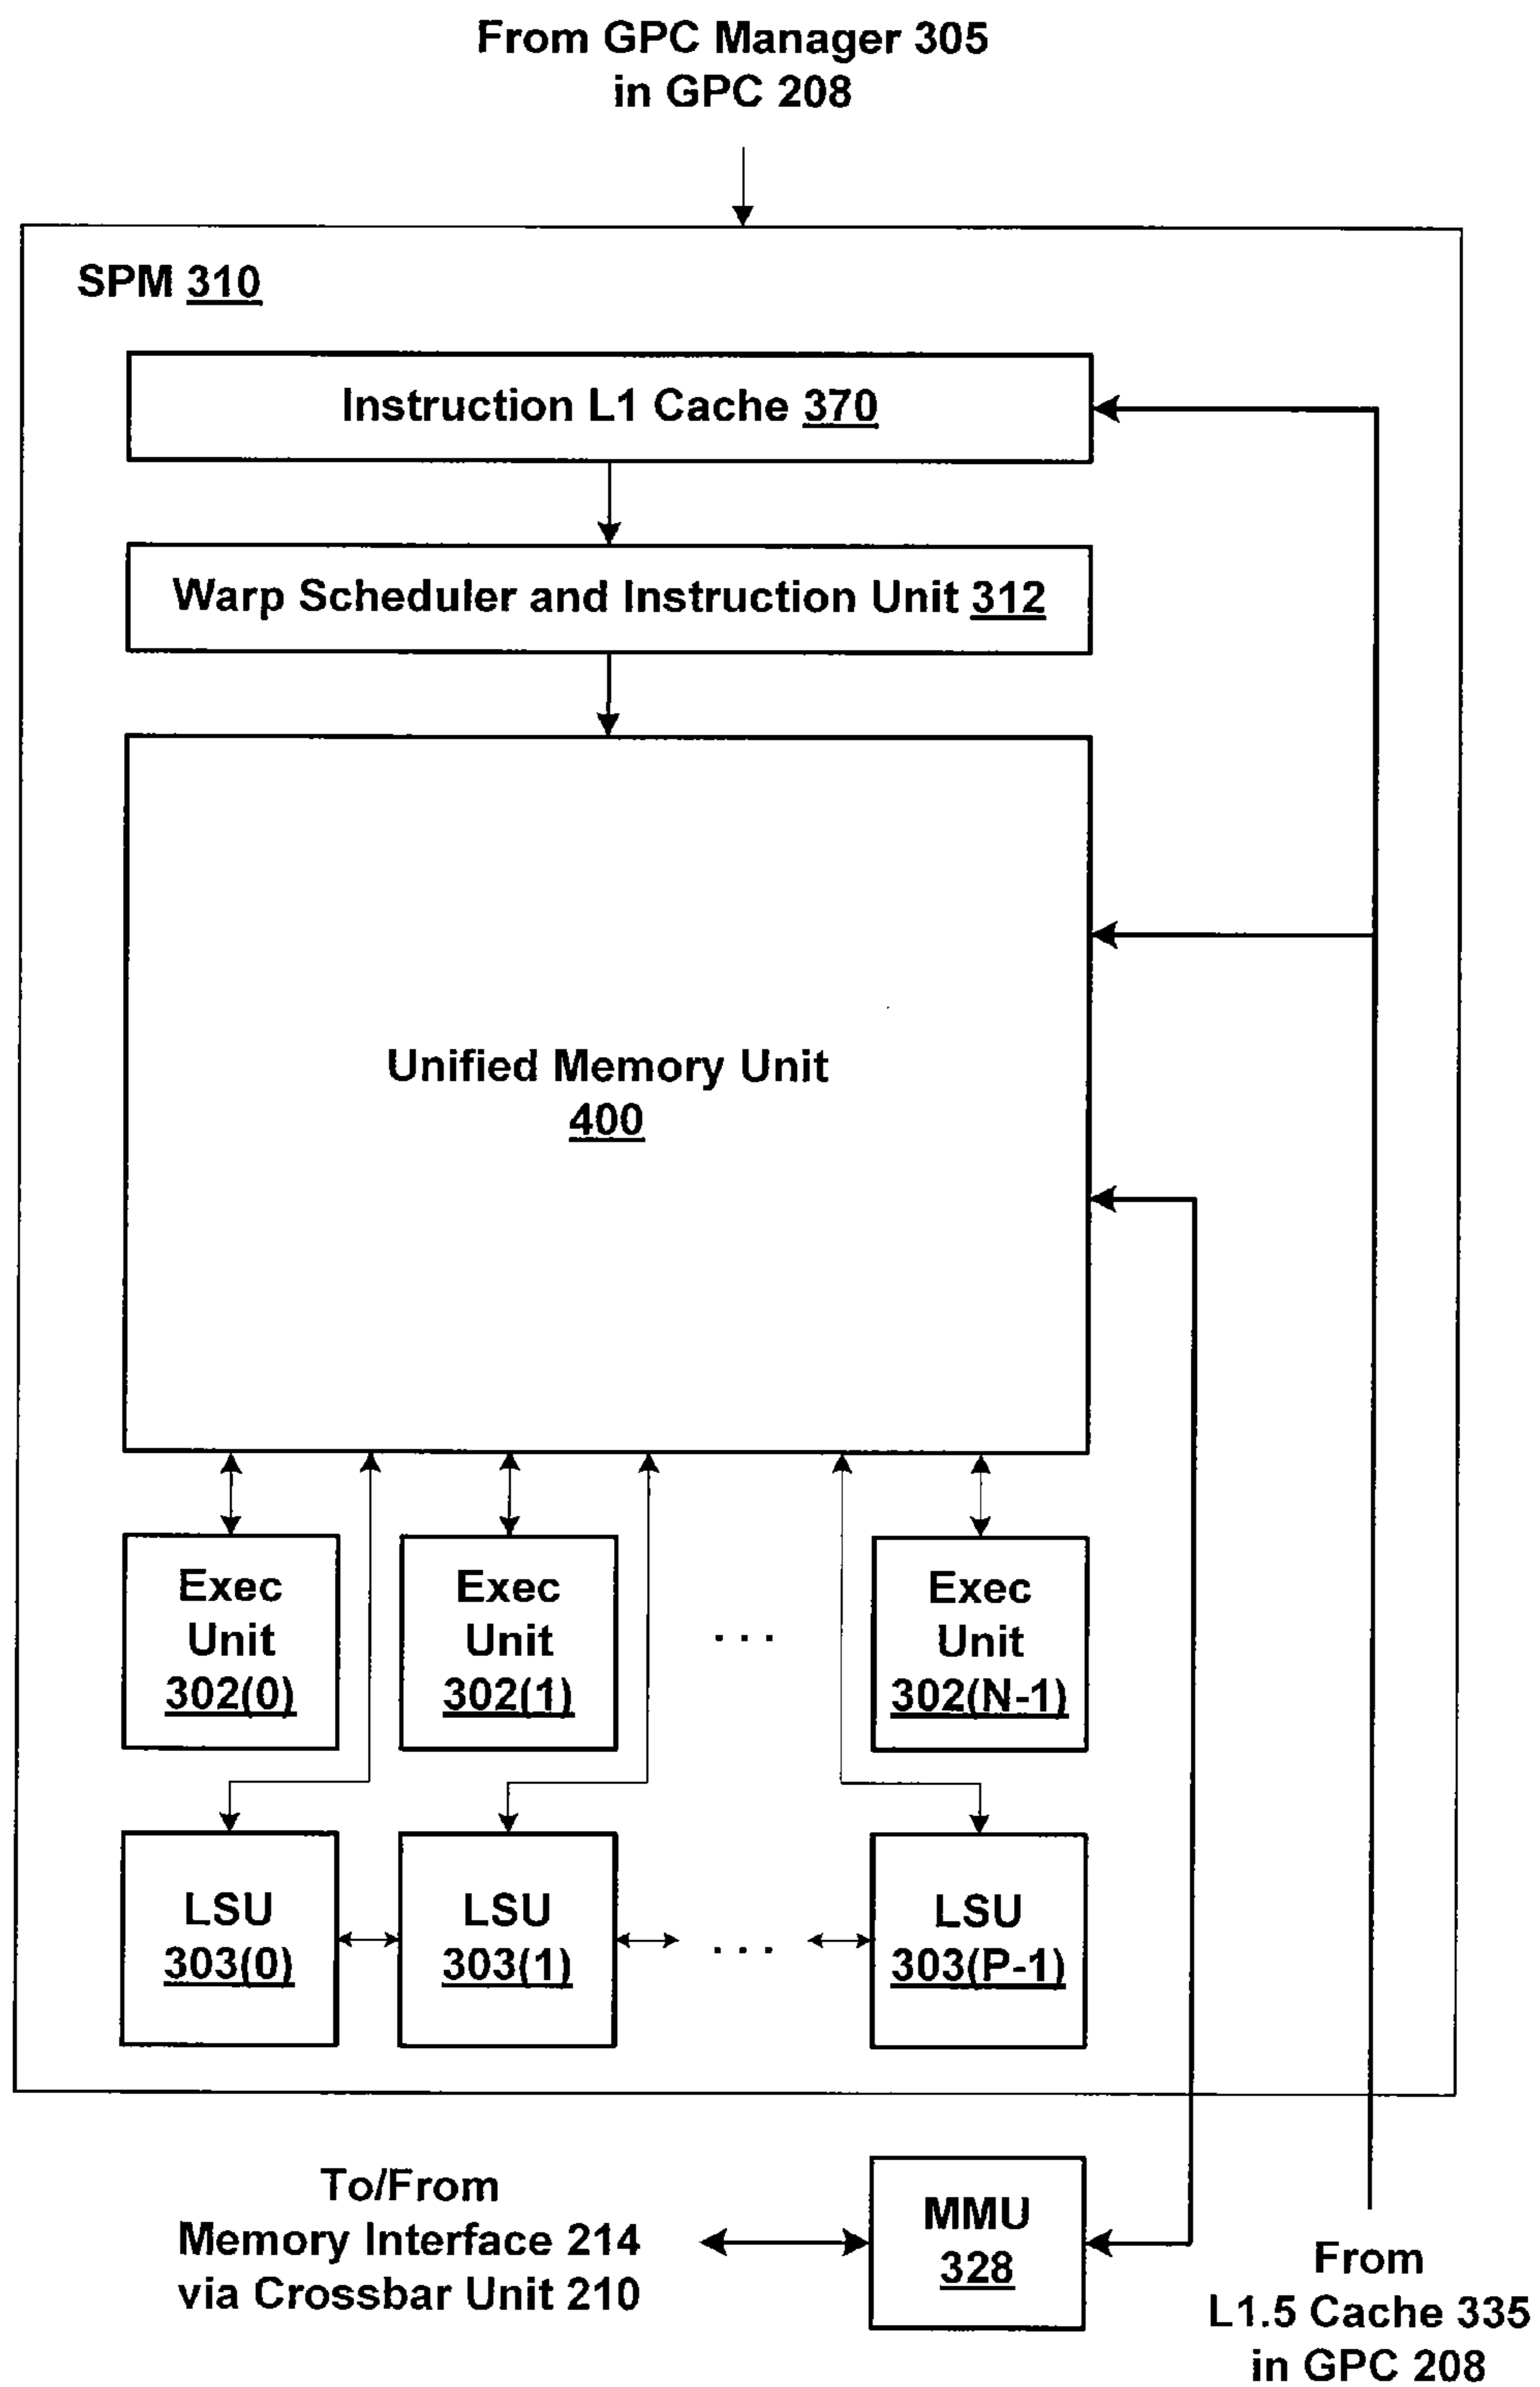 From GPC Manager 305
in GPC 208
SPM 310
Instruction L1 Cache 370
Warp Scheduler and Instruction Unit 312
Unified Memory Unit
400
Exec
Unit
302(0)
Exec
Unit
302(1)
. . .
Exec
Unit
302(N-1)
LSU
303(0)
LSU
303(1)
. . .
LSU
303(P-1)
To/From
Memory Interface 214
via Crossbar Unit 210
MMU
328
From
L1.5 Cache 335
in GPC 208